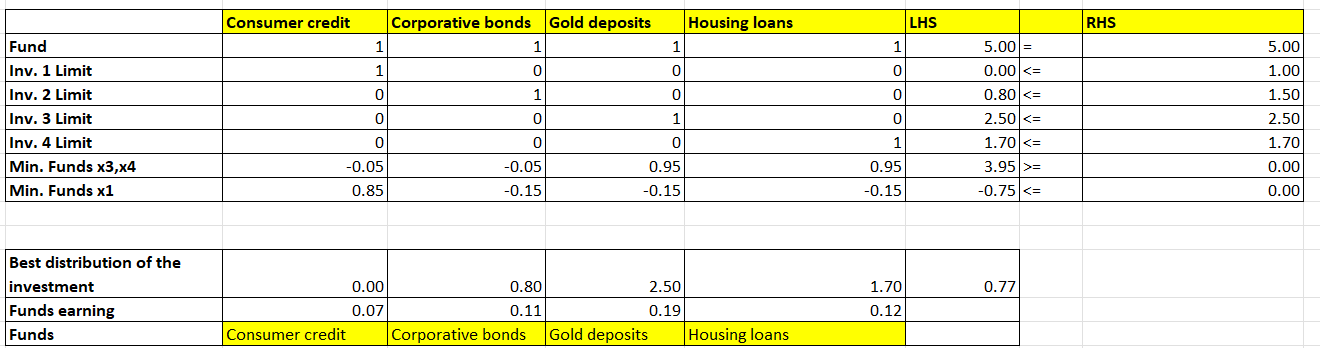 Consumer credit Corporative bonds Gold deposits Housing loans LHS RHS
Fund 1 1 1 1 5.00 = 5.00
Inv. 1 Limit 1 0 0 0 0.00 <= 1.00
Inv. 2 Limit 0 1 0 0 0.80 <= 1.50
Inv. 3 Limit 0 0 1 0 2.50 <= 2.50
Inv. 4 Limit 0 0 0 1 1.70 <= 1.70
Min. Funds x3,x4 -0.05 -0.05 0.95 0.95 3.95 >= 0.00
Min. Funds x1 0.85 -0.15 -0.15 -0.15 -0.75 <= 0.00
Best distribution of the
investment 0.00 0.80 2.50 1.70 0.77
Funds earning 0.07 0.11 0.19 0.12
Funds Consumer credit Corporative bonds Gold deposits Housing loans